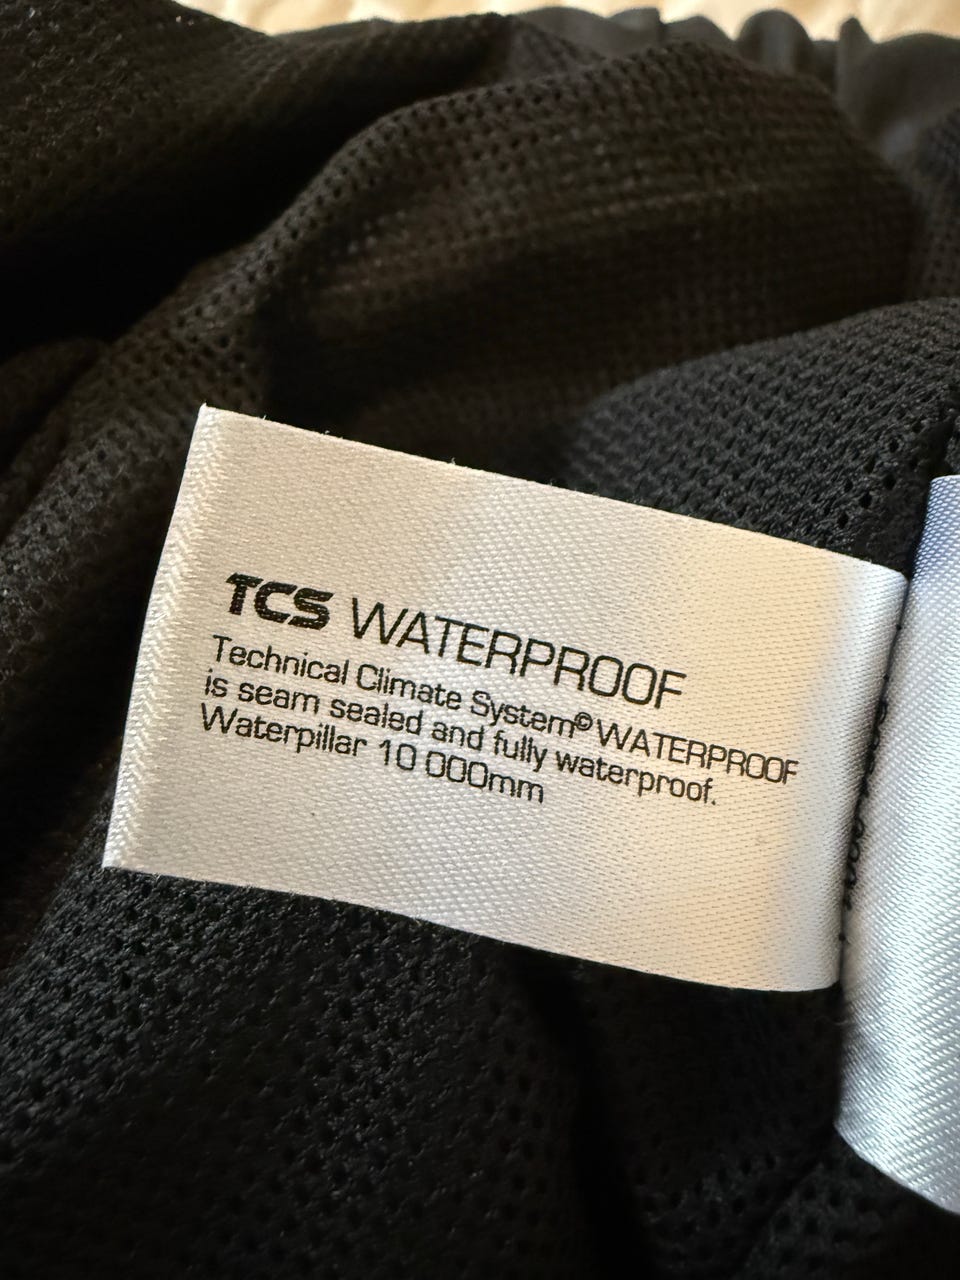 TCS WATERPROOF
Technical Climate System© WATERPROOF
is seam sealed and fully waterproof.
Waterpillar 10 000mm